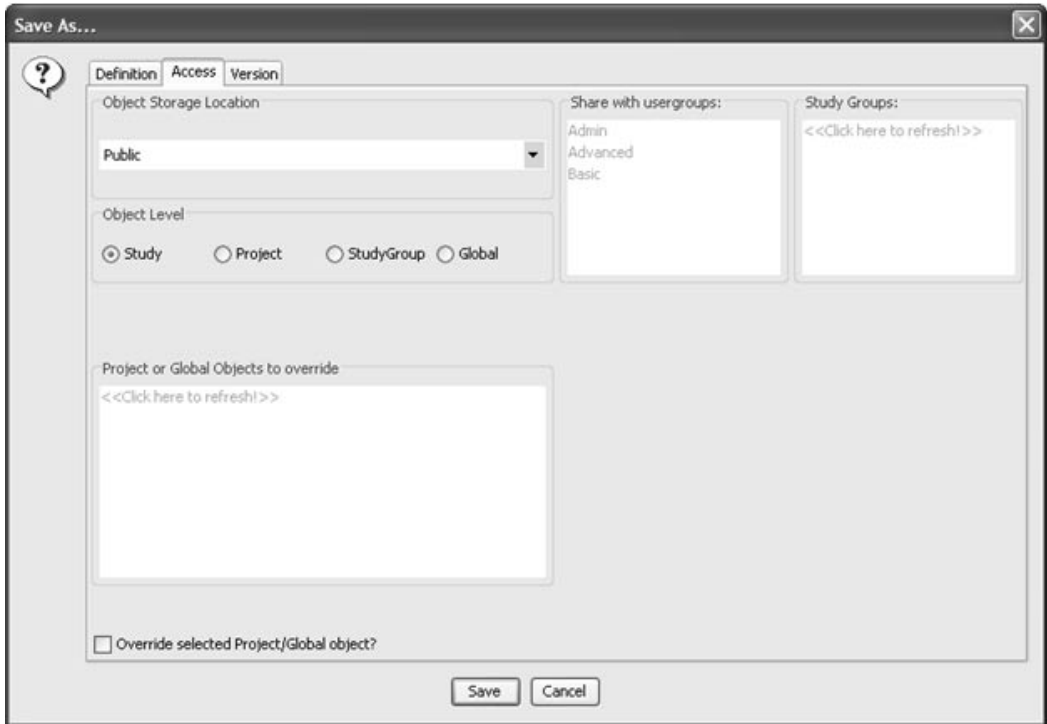 Save As...
?
Definition Access Version
Object Storage Location
Public
Object Level
Study Project StudyGroup Global
Share with usergroups:
Admin
Advanced
Basic
Study Groups:
<<Click here to refresh!>>
Project or Global Objects to override
<<Click here to refresh!>>
Override selected Project/Global object?
Save Cancel